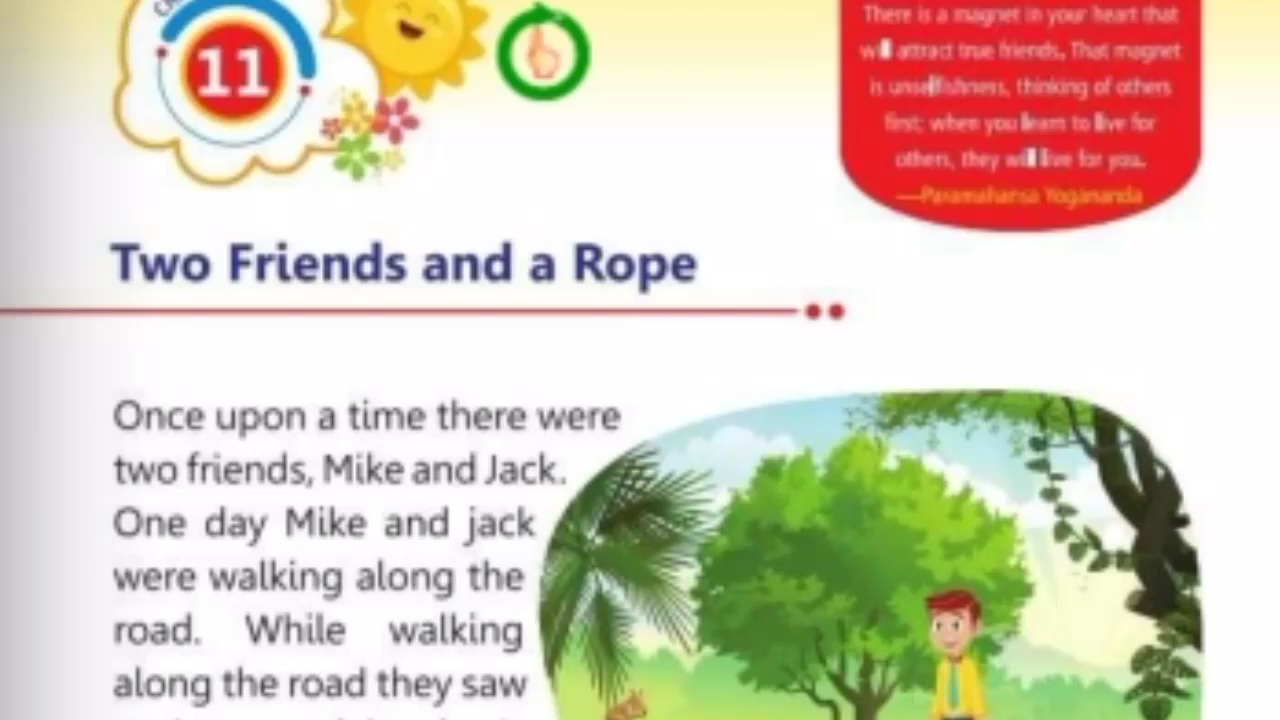 11
There is a magnet in your heart that
will attract true friends. That magnet
is unselfishness, thinking of others
first; when you learn to live for
others, they will live for you.
—Paramahansa Yogananda
Two Friends and a Rope
Once upon a time there were
two friends, Mike and Jack.
One day Mike and jack
were walking along the
road. While walking
along the road they saw